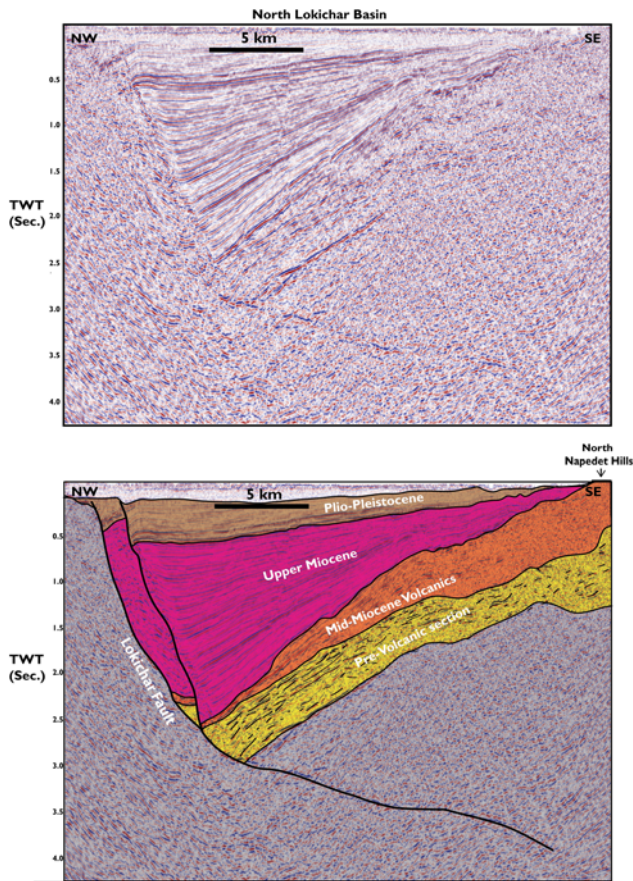 North Lokichar Basin
NW
5 km
SE
0.5
1.0
1.5
TWT
(Sec.)
2.0
2.5
3.0
3.5
4.0
North
Napedet Hills
NW
5 km
SE
Plio-Pleistocene
0.5
Upper Miocene
1.0
Mid-Miocene Volcanics
1.5
Pre-Volcanic section
TWT
(Sec.)
2.0
Lokichar Fault
2.5
3.0
3.5
4.0